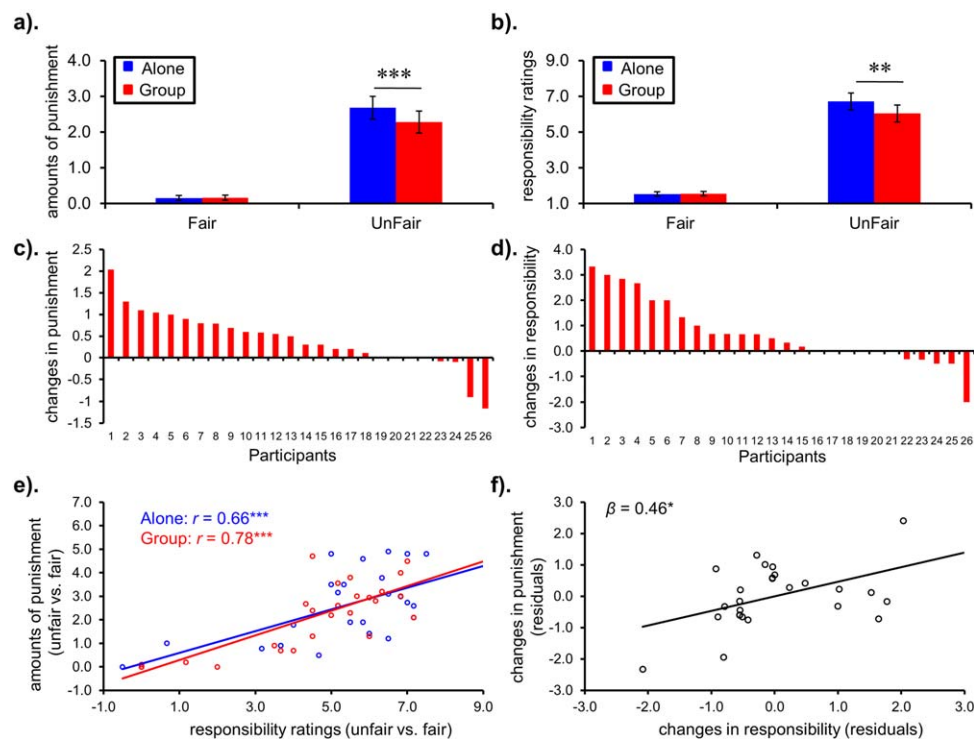 a).
amounts of punishment
4.0
3.0
2.0
1.0
0.0
Alone
Group
***
Fair
UnFair
b).
responsibility ratings
9.0
7.0
5.0
3.0
1.0
Alone
Group
**
Fair
UnFair
c).
changes in punishment
2.5
2
1.5
1
0.5
0
-0.5
-1
-1.5
1 2 3 4 5 6 7 8 9 10 11 12 13 14 15 16 17 18 19 20 21 22 23 24 25 26
Participants
d).
changes in responsibility
4.0
3.0
2.0
1.0
0.0
-1.0
-2.0
-3.0
1 2 3 4 5 6 7 8 9 10 11 12 13 14 15 16 17 18 19 20 21 22 23 24 25 26
Participants
e).
amounts of punishment
(unfair vs. fair)
7.0
6.0
5.0
4.0
3.0
2.0
1.0
0.0
-1.0
Alone: r = 0.66***
Group: r = 0.78***
-1.0 1.0 3.0 5.0 7.0 9.0
responsibility ratings (unfair vs. fair)
f).
changes in punishment
(residuals)
3.0
2.0
1.0
0.0
-1.0
-2.0
-3.0
β = 0.46*
-3.0 -2.0 -1.0 0.0 1.0 2.0 3.0
changes in responsibility (residuals)